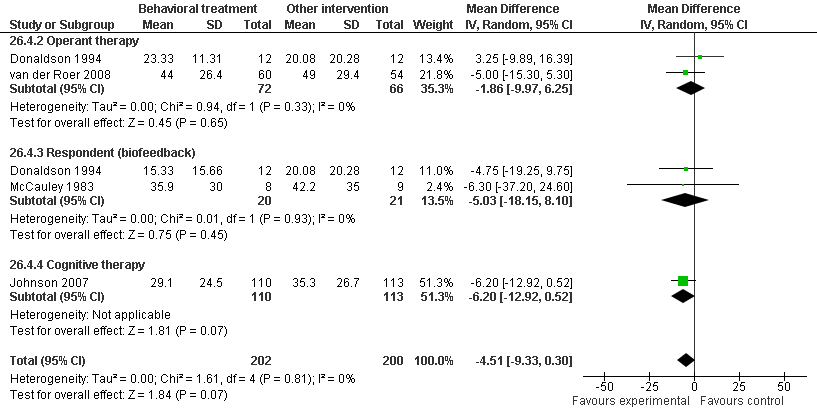 Behavioral treatment Other intervention Mean Difference Mean Difference
Study or Subgroup Mean SD Total Mean SD Total Weight IV, Random, 95% CI IV, Random, 95% CI
26.4.2 Operant therapy
Donaldson 1994 23.33 11.31 12 20.08 20.28 12 13.4% 3.25 [-9.89, 16.39]
van der Roer 2008 44 26.4 60 49 29.4 54 21.8% -5.00 [-15.30, 5.30]
Subtotal (95% CI) 72 66 35.3% -1.86 [-9.97, 6.25]
Heterogeneity: Tau² = 0.00; Chi² = 0.94, df = 1 (P = 0.33); I² = 0%
Test for overall effect: Z = 0.45 (P = 0.65)
26.4.3 Respondent (biofeedback)
Donaldson 1994 15.33 15.66 12 20.08 20.28 12 11.0% -4.75 [-19.25, 9.75]
McCauley 1983 35.9 30 8 42.2 35 9 2.4% -6.30 [-37.20, 24.60]
Subtotal (95% CI) 20 21 13.5% -5.03 [-18.15, 8.10]
Heterogeneity: Tau² = 0.00; Chi² = 0.01, df = 1 (P = 0.93); I² = 0%
Test for overall effect: Z = 0.75 (P = 0.45)
26.4.4 Cognitive therapy
Johnson 2007 29.1 24.5 110 35.3 26.7 113 51.3% -6.20 [-12.92, 0.52]
Subtotal (95% CI) 110 113 51.3% -6.20 [-12.92, 0.52]
Heterogeneity: Not applicable
Test for overall effect: Z = 1.81 (P = 0.07)
Total (95% CI) 202 200 100.0% -4.51 [-9.33, 0.30]
Heterogeneity: Tau² = 0.00; Chi² = 1.61, df = 4 (P = 0.81); I² = 0%
Test for overall effect: Z = 1.84 (P = 0.07)
-50 -25 0 25 50
Favours experimental Favours control